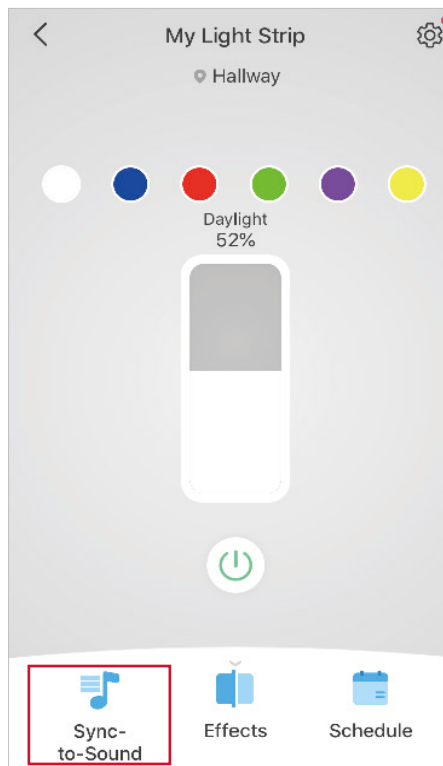 My Light Strip
Hallway
Daylight
52%
Sync-
to-Sound
Effects
Schedule